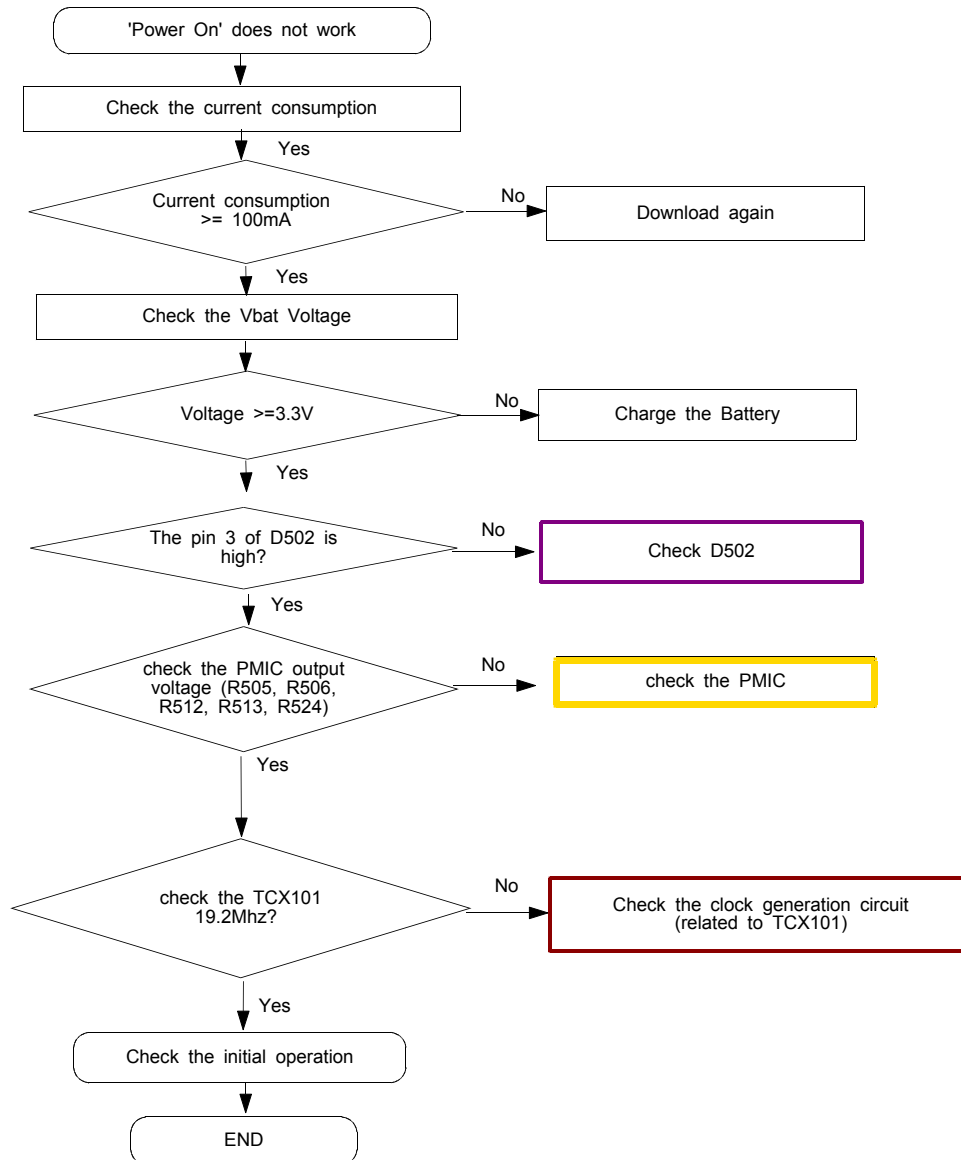 'Power On' does not work
Check the current consumption
Yes
Current consumption
>= 100mA
No
Download again
Yes
Check the Vbat Voltage
Voltage >=3.3V
No
Charge the Battery
Yes
The pin 3 of D502 is
high?
No
Check D502
Yes
check the PMIC output
voltage (R505, R506,
R512, R513, R524)
No
check the PMIC
Yes
check the TCX101
19.2Mhz?
No
Check the clock generation circuit
(related to TCX101)
Yes
Check the initial operation
END